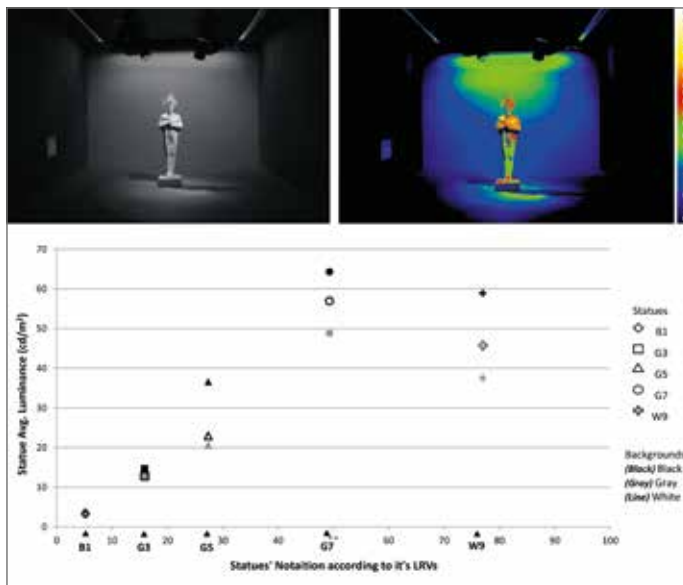 70
60
50
40
30
20
10
0
Statue Avg. Luminance (cd/m²)
0 10 20 30 40 50 60 70 80 90 100
B1 G3 G5 G7 W9
Statues' Notaition according to it's LRVs
Statues
B1
G3
G5
G7
W9
Backgrounds
(Black) Black
(Grey) Gray
(Line) White